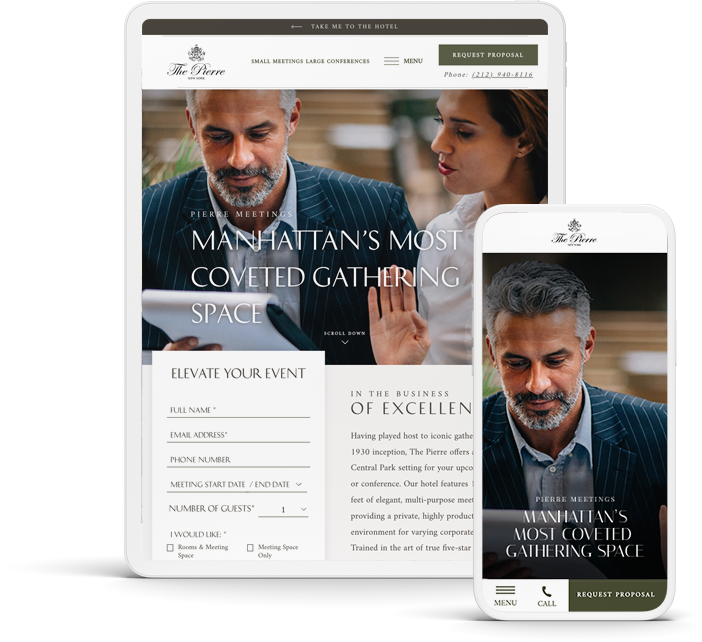 ← TAKE ME TO THE HOTEL
The Pierre
NEW YORK
SMALL MEETINGS LARGE CONFERENCES
MENU
REQUEST PROPOSAL
Phone: (212) 940-8116
PIERRE MEETINGS
MANHATTAN'S MOST
COVETED GATHERING
SPACE
SCROLL DOWN
ELEVATE YOUR EVENT
FULL NAME *
EMAIL ADDRESS*
PHONE NUMBER
MEETING START DATE / END DATE
NUMBER OF GUESTS* 1
I WOULD LIKE: *
Rooms & Meeting
Space
Meeting Space
Only
IN THE BUSINESS
OF EXCELLEN
Having played host to iconic gathe
1930 inception, The Pierre offers a
Central Park setting for your upco
or conference. Our hotel features
feet of elegant, multi-purpose meet
providing a private, highly product
environment for varying corporate
Trained in the art of true five-star
The Pierre
NEW YORK
PIERRE MEETINGS
MANHATTAN'S
MOST COVETED
GATHERING SPACE
MENU
CALL
REQUEST PROPOSAL